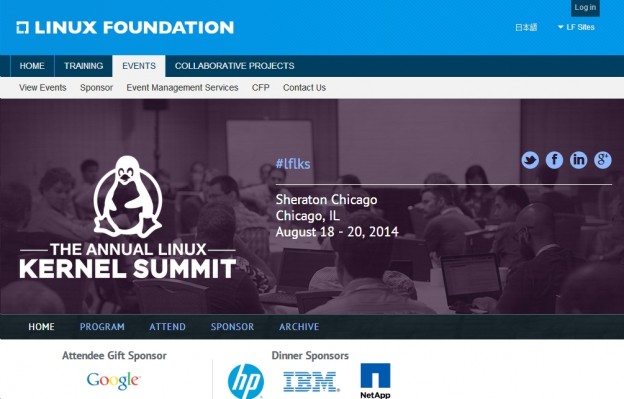 Log in
LINUX FOUNDATION
日本語 LF Sites
HOME TRAINING EVENTS COLLABORATIVE PROJECTS
View Events Sponsor Event Management Services CFP Contact Us
#lflks
Sheraton Chicago
Chicago, IL
August 18 - 20, 2014
THE ANNUAL LINUX
KERNEL SUMMIT
HOME PROGRAM ATTEND SPONSOR ARCHIVE
Attendee Gift Sponsor Dinner Sponsors
Google hp IBM NetApp